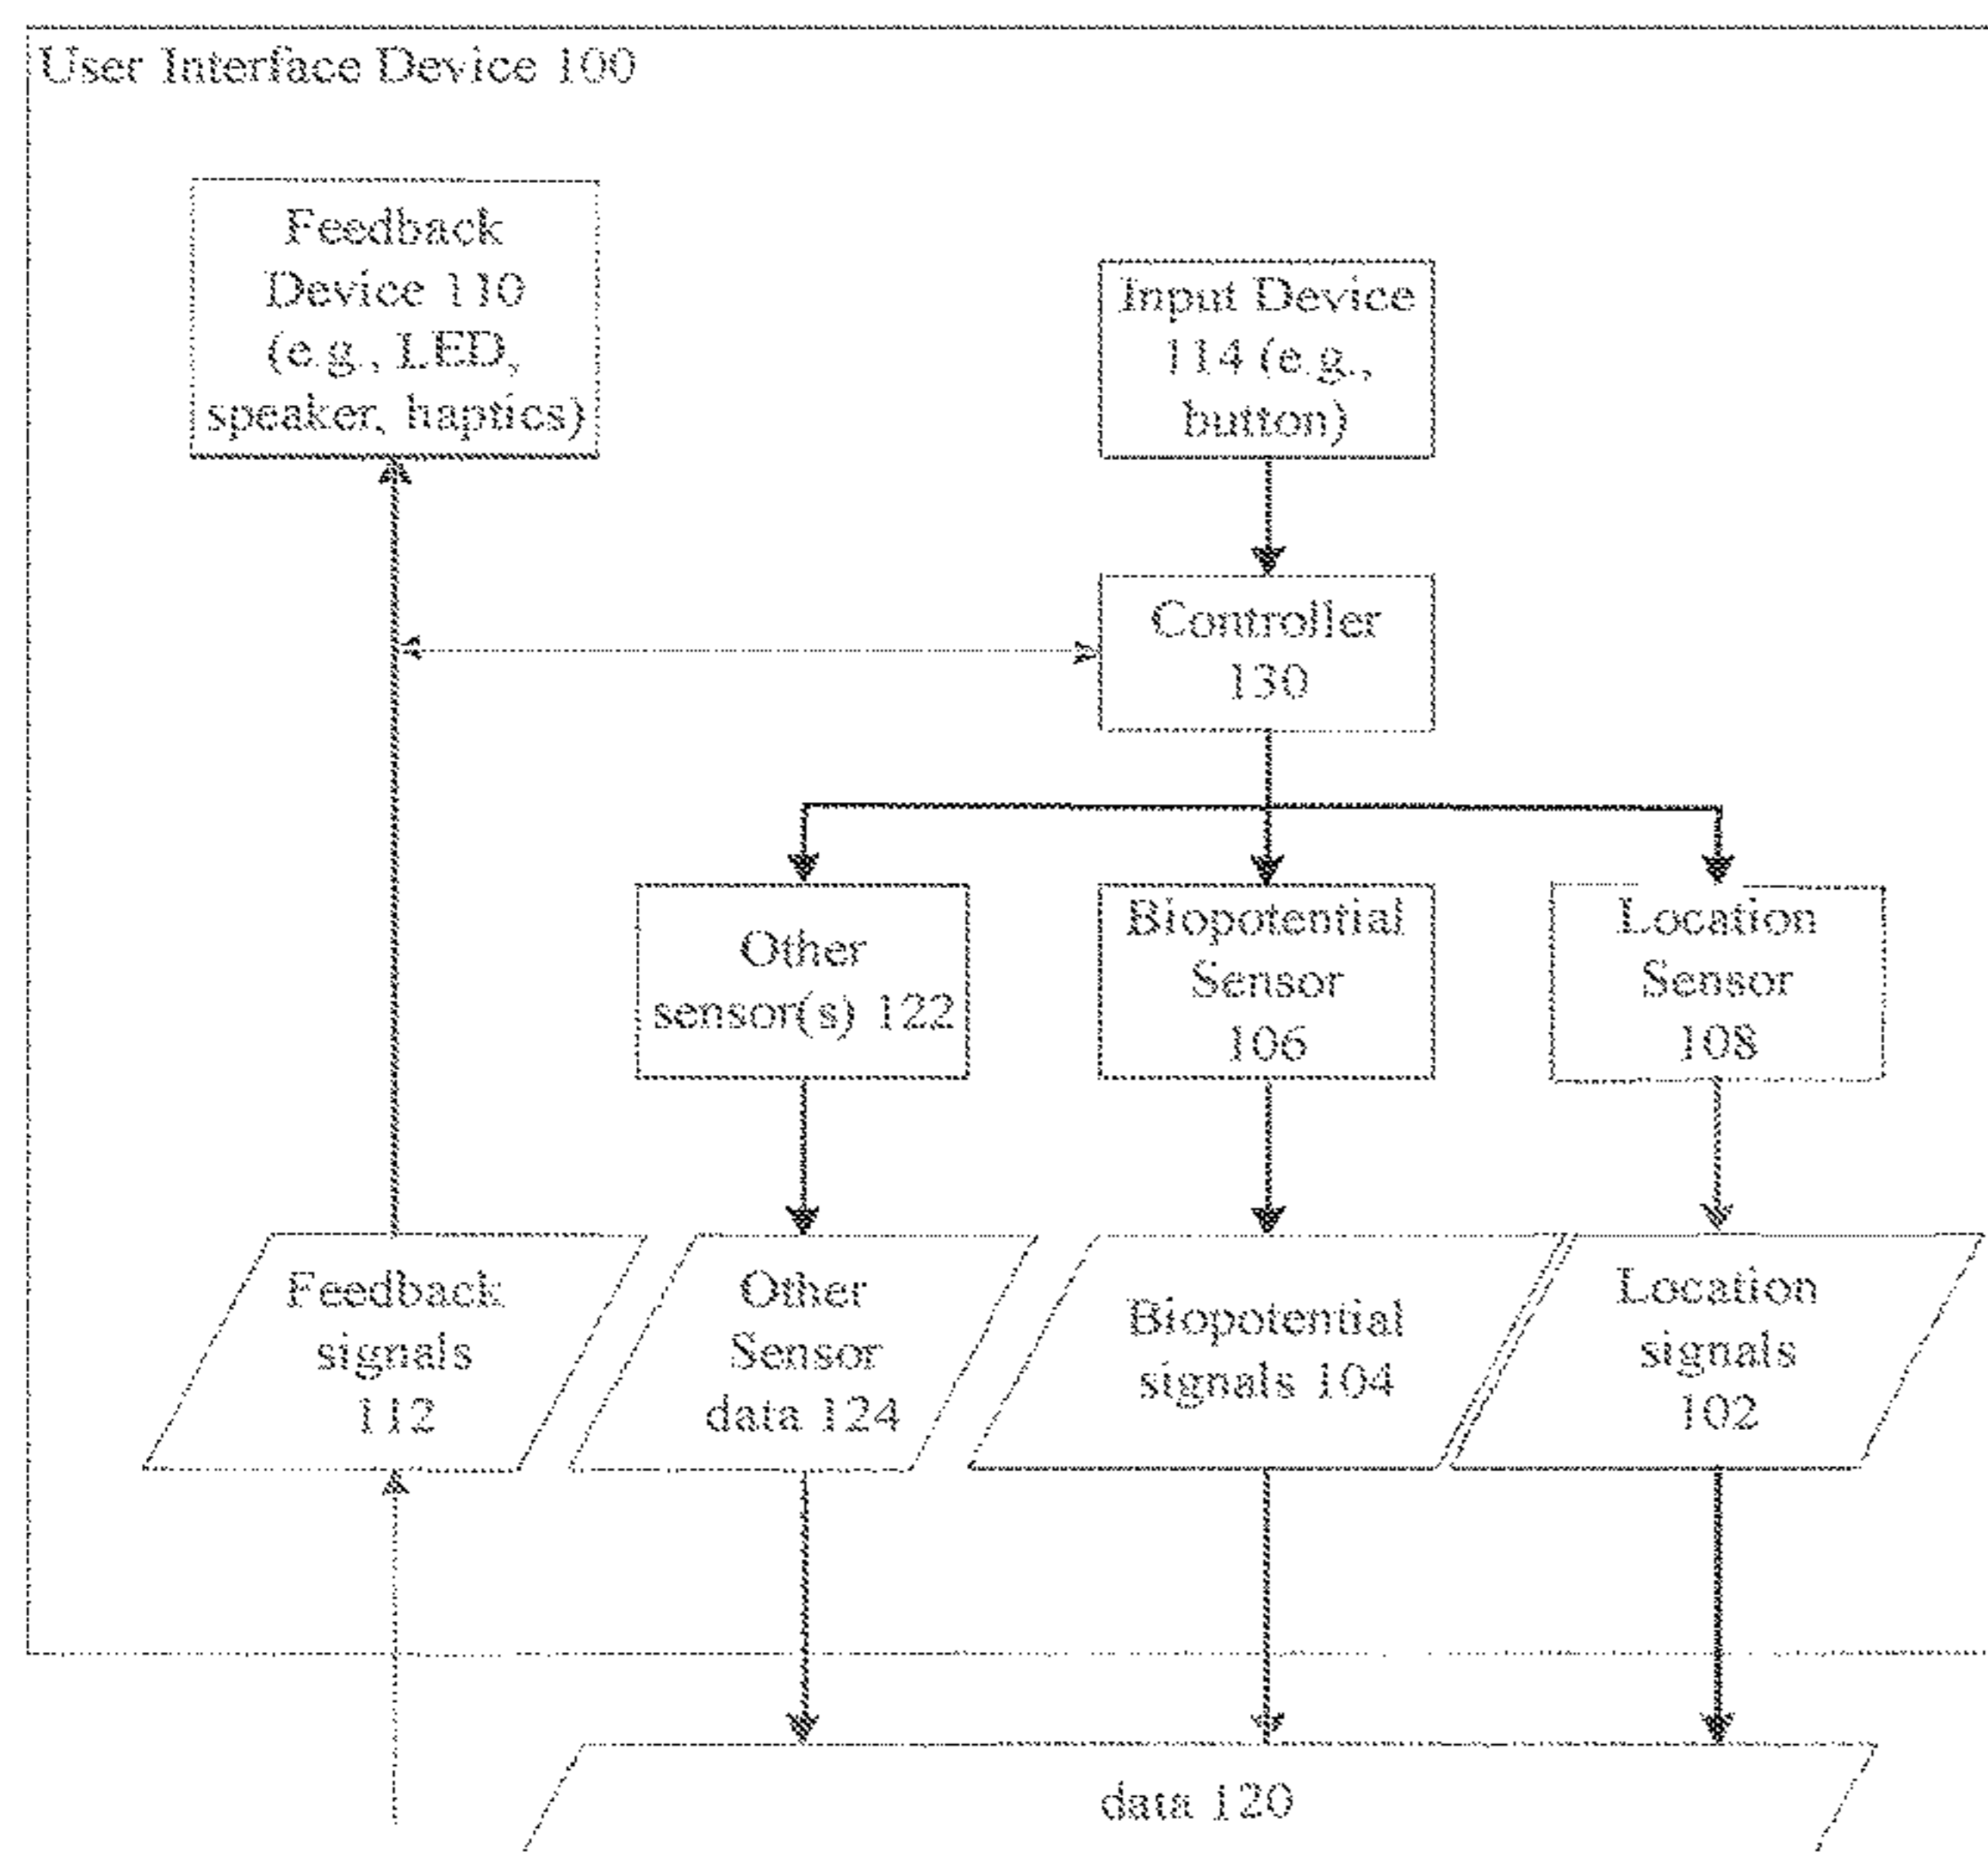 User Interface Device 100
Feedback
Device 110
(e.g., LED,
speaker, haptics)
Input Device
114 (e.g.,
button)
Controller
130
Other
sensor(s) 122
Biopotential
Sensor
106
Location
Sensor
108
Feedback
signals
112
Other
Sensor
data 124
Biopotential
signals 104
Location
signals
102
data 120